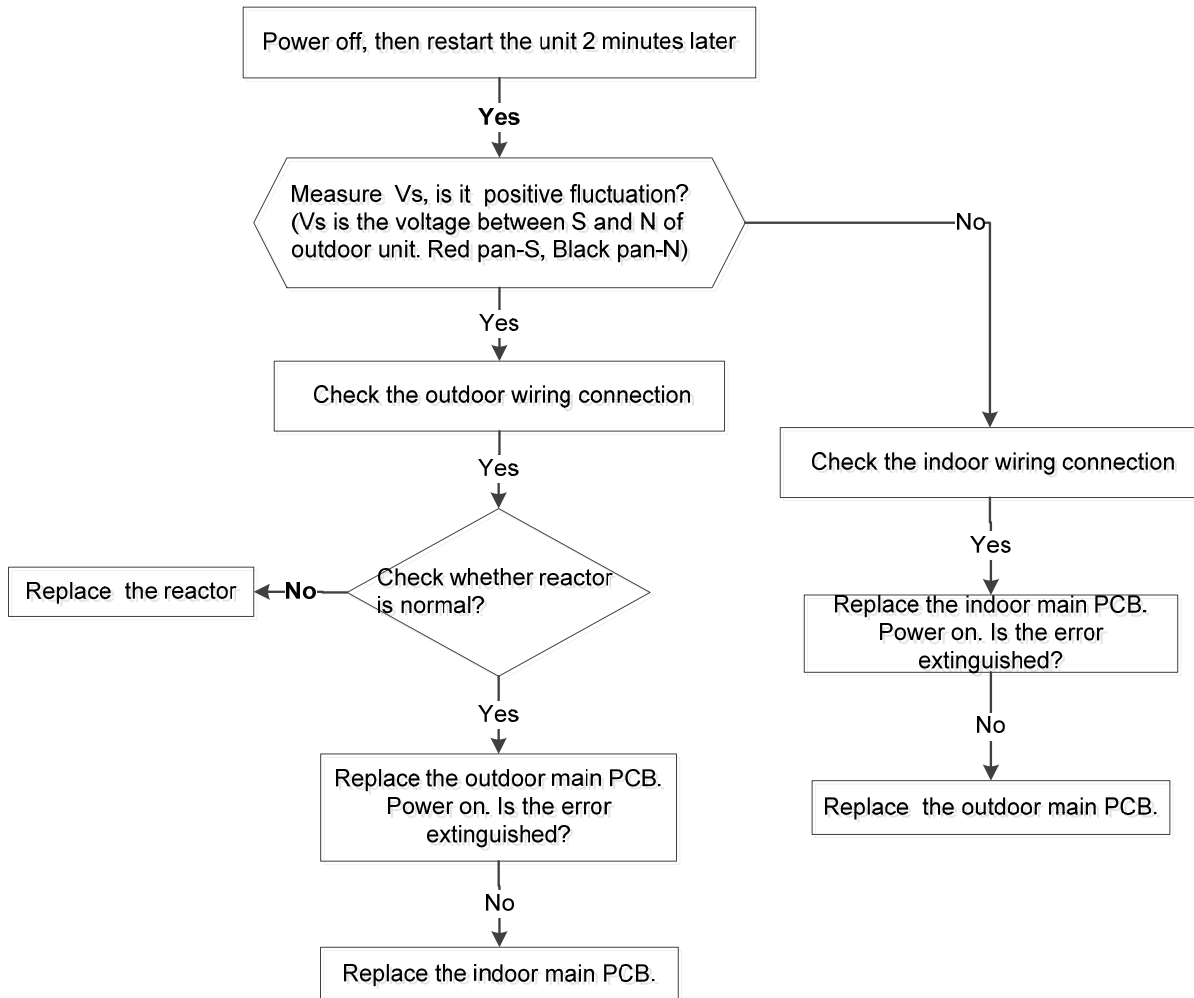 Power off, then restart the unit 2 minutes later
Yes
Measure Vs, is it positive fluctuation?
(Vs is the voltage between S and N of
outdoor unit. Red pan-S, Black pan-N)
No
Yes
Check the outdoor wiring connection
Yes
Check the indoor wiring connection
Yes
Check whether reactor
is normal?
No
Replace the reactor
Replace the indoor main PCB.
Power on. Is the error
extinguished?
Yes
No
Replace the outdoor main PCB.
Power on. Is the error
extinguished?
Replace the outdoor main PCB.
No
Replace the indoor main PCB.